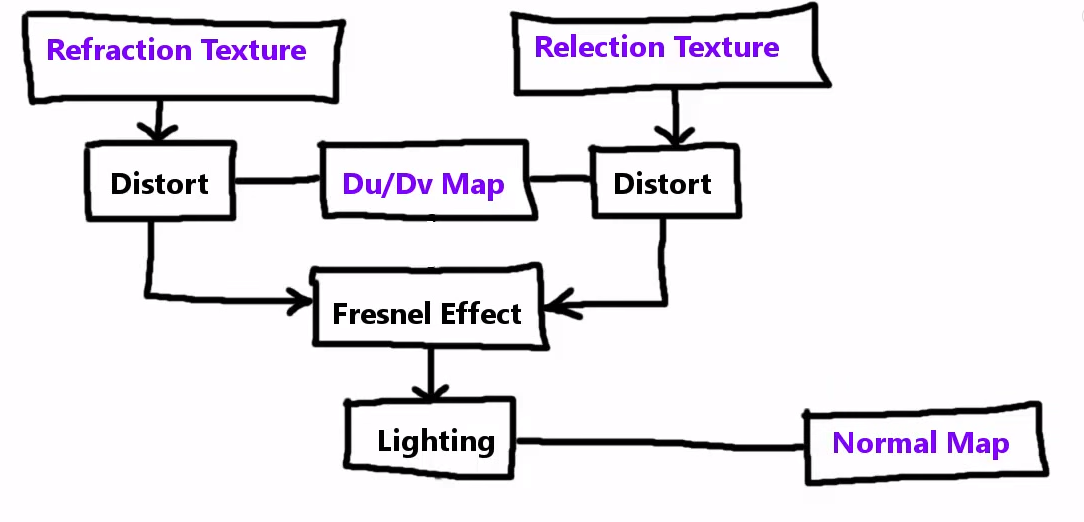 Refraction Texture
Relection Texture
Distort
Du/Dv Map
Distort
Fresnel Effect
Lighting
Normal Map